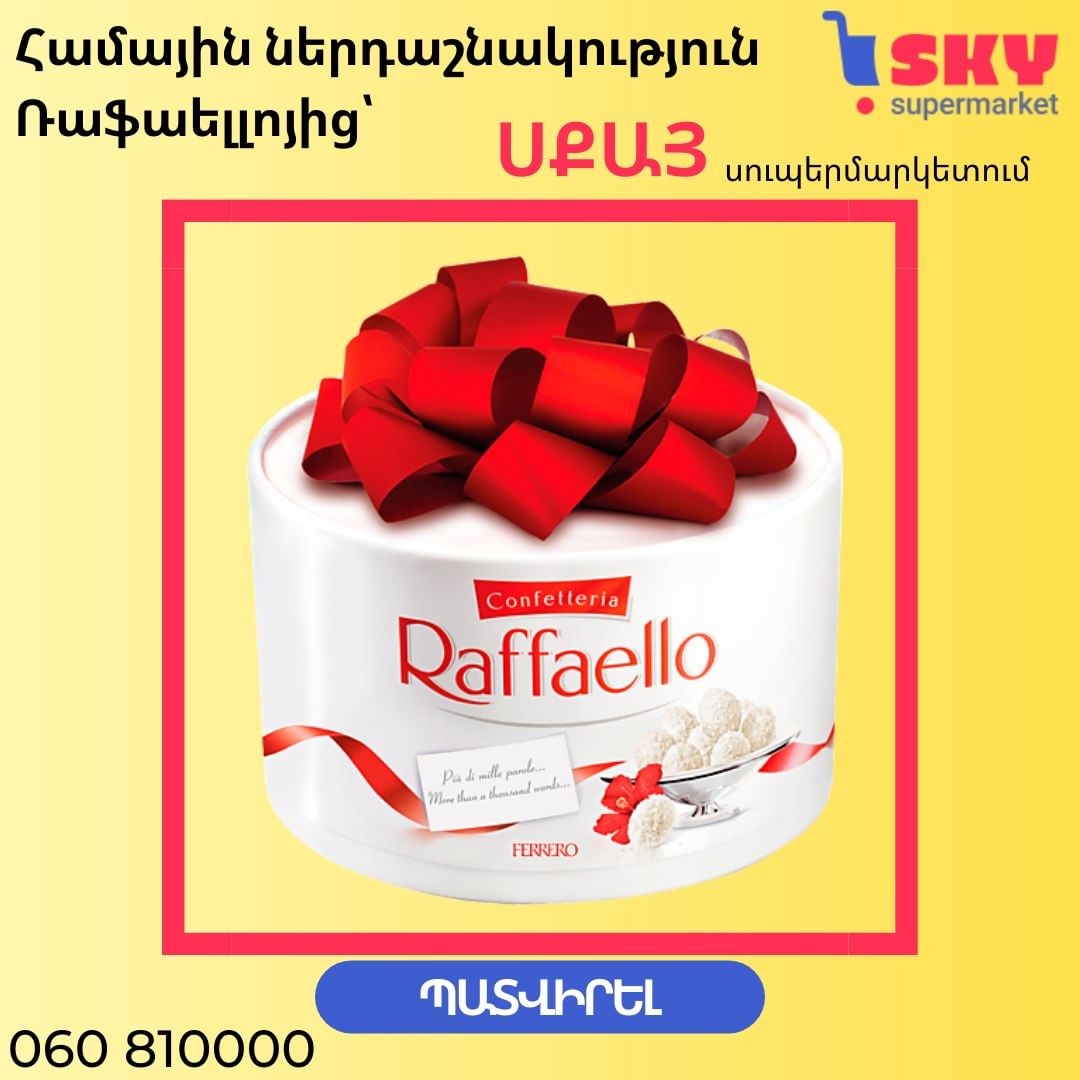 Համային ներդաշնակություն
Ռափաելլոյից՝
SKY
supermarket
ՍՔԱՅ սուպերմարկետում
Confetteria
Raffaello
Più di mille parole...
More than a thousand words...
FERRERO
ՊԱՏՎԻՐԵԼ
060 810000